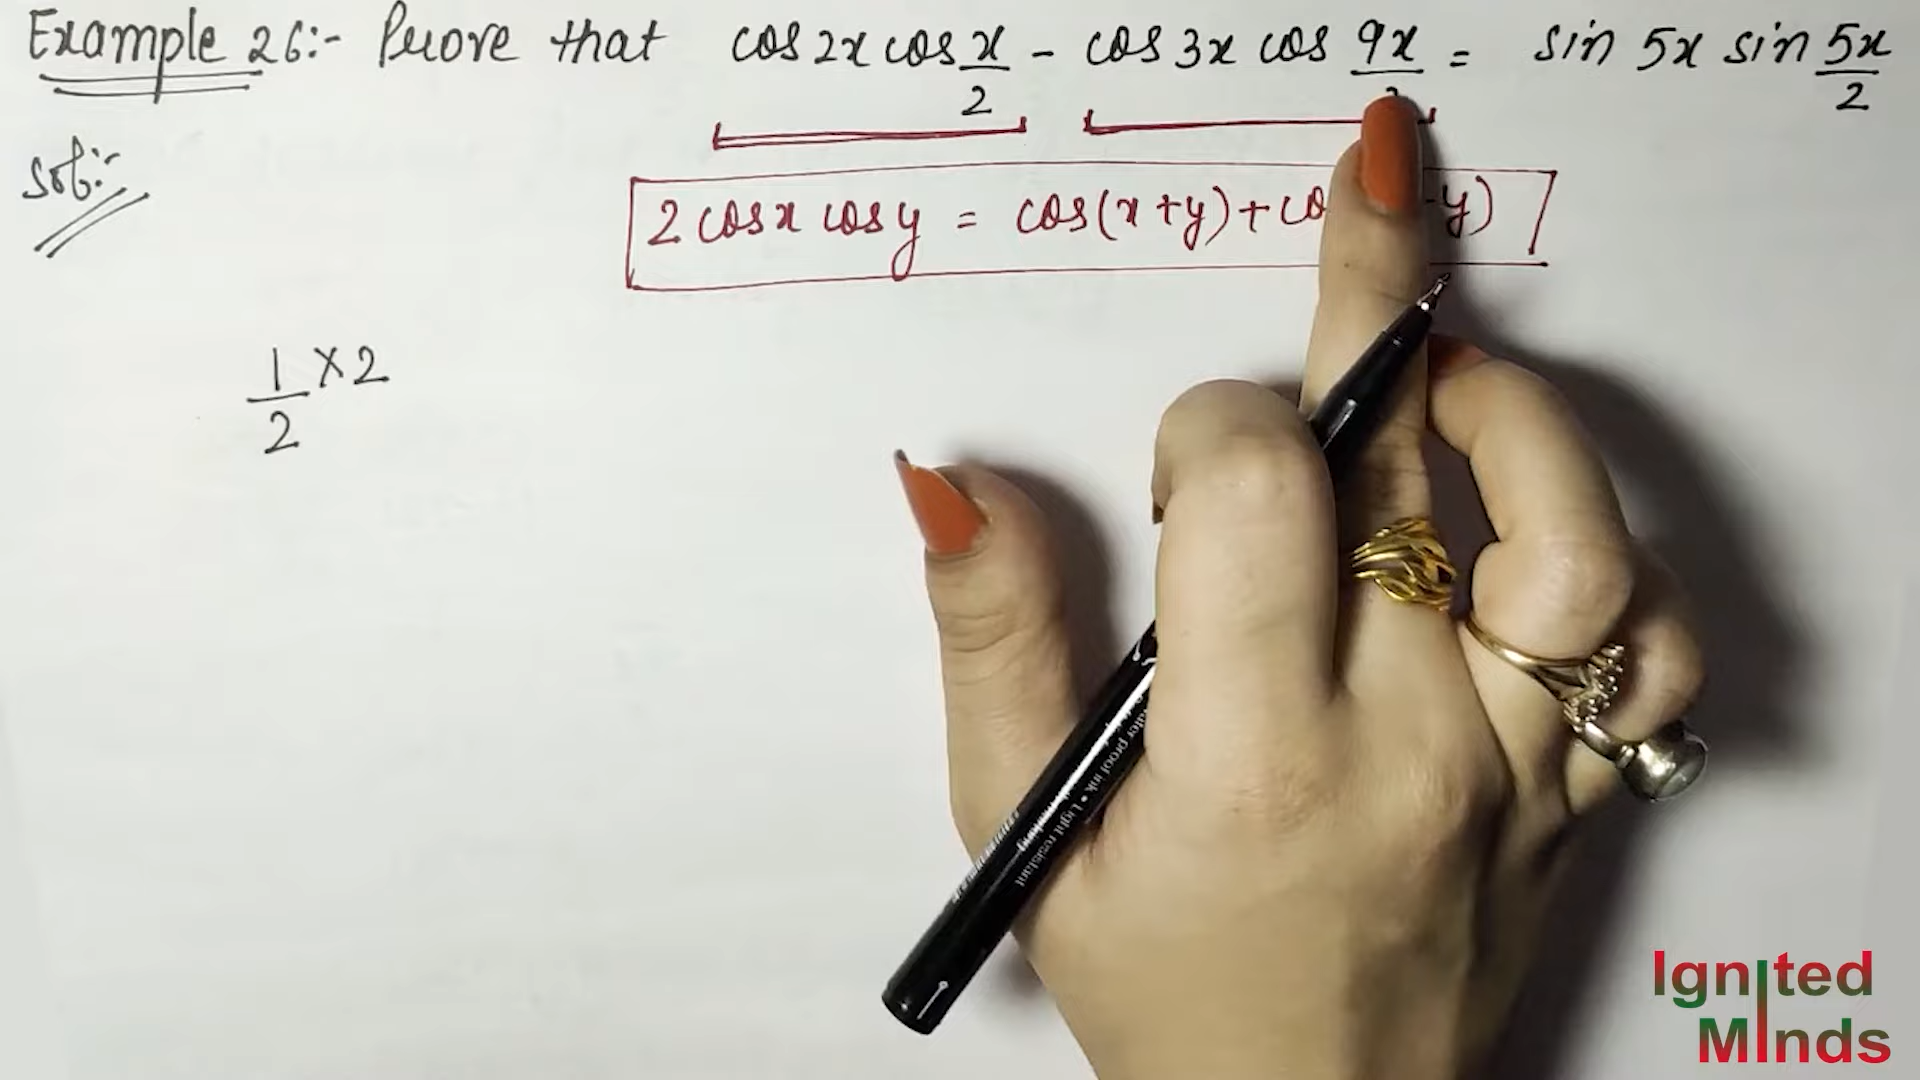 Example 26:- Prove that cos 2x cos x/2 - cos 3x cos 9x/ = sin 5x sin 5x/2
Sol:-
2 cos x cos y = cos(x + y) + co -y)
1/2 × 2
Ignited
Minds